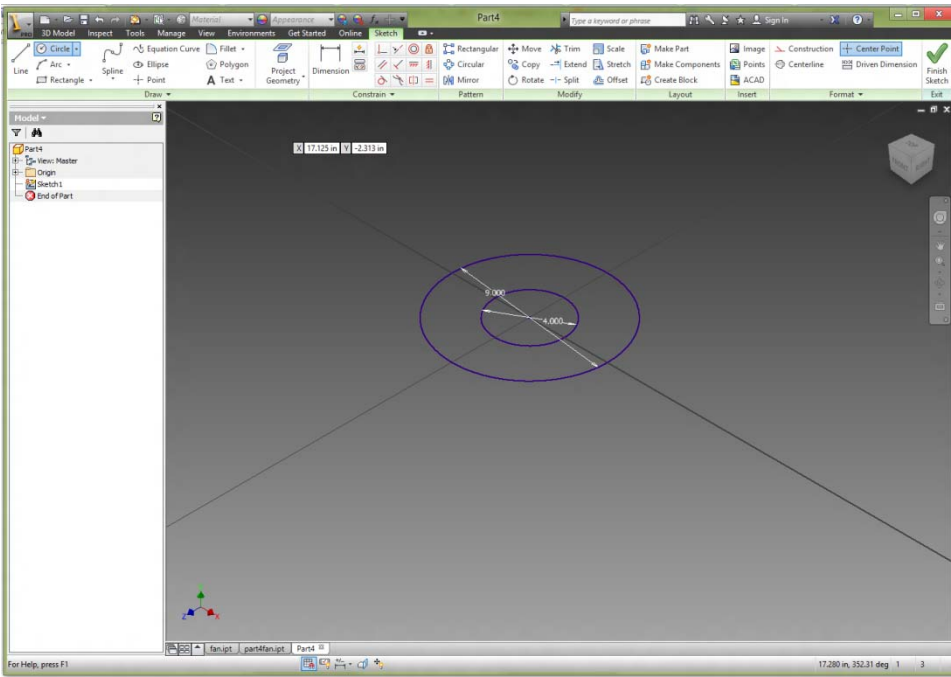 PRO
Material
Appearance
Part4
Type a keyword or phrase
Sign In
3D Model Inspect Tools Manage View Environments Get Started Online Sketch
Line
Circle
Arc
Rectangle
Spline
Equation Curve
Ellipse
Point
Fillet
Polygon
Text
Project Geometry
Dimension
Rectangular
Circular
Mirror
Move
Copy
Rotate
Trim
Extend
Split
Scale
Stretch
Offset
Make Part
Make Components
Create Block
Image
Points
ACAD
Construction
Centerline
Center Point
Driven Dimension
Finish Sketch
Draw Constrain Pattern Modify Layout Insert Format Exit
Model
Part4
View: Master
Origin
Sketch1
End of Part
X 17.125 in Y -2.313 in
9.000
4.000
Z X
fan.ipt part4fan.ipt Part4
For Help, press F1
17.280 in, 352.31 deg 1 3